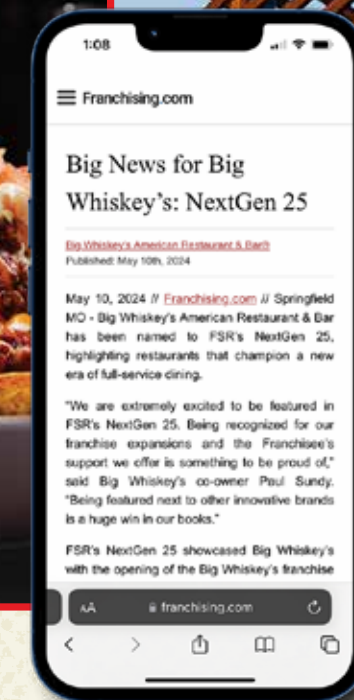 1:08
Franchising.com
Big News for Big
Whiskey's: NextGen 25
Big Whiskey's American Restaurant & Bar®
Published: May 10th, 2024
May 10, 2024 // Franchising.com // Springfield
MO - Big Whiskey's American Restaurant & Bar
has been named to FSR's NextGen 25,
highlighting restaurants that champion a new
era of full-service dining.
"We are extremely excited to be featured in
FSR's NextGen 25. Being recognized for our
franchise expansions and the Franchisee's
support we offer is something to be proud of,"
said Big Whiskey's co-owner Paul Sundy.
"Being featured next to other innovative brands
is a huge win in our books."
FSR's NextGen 25 showcased Big Whiskey's
with the opening of the Big Whiskey's franchise
AA franchising.com